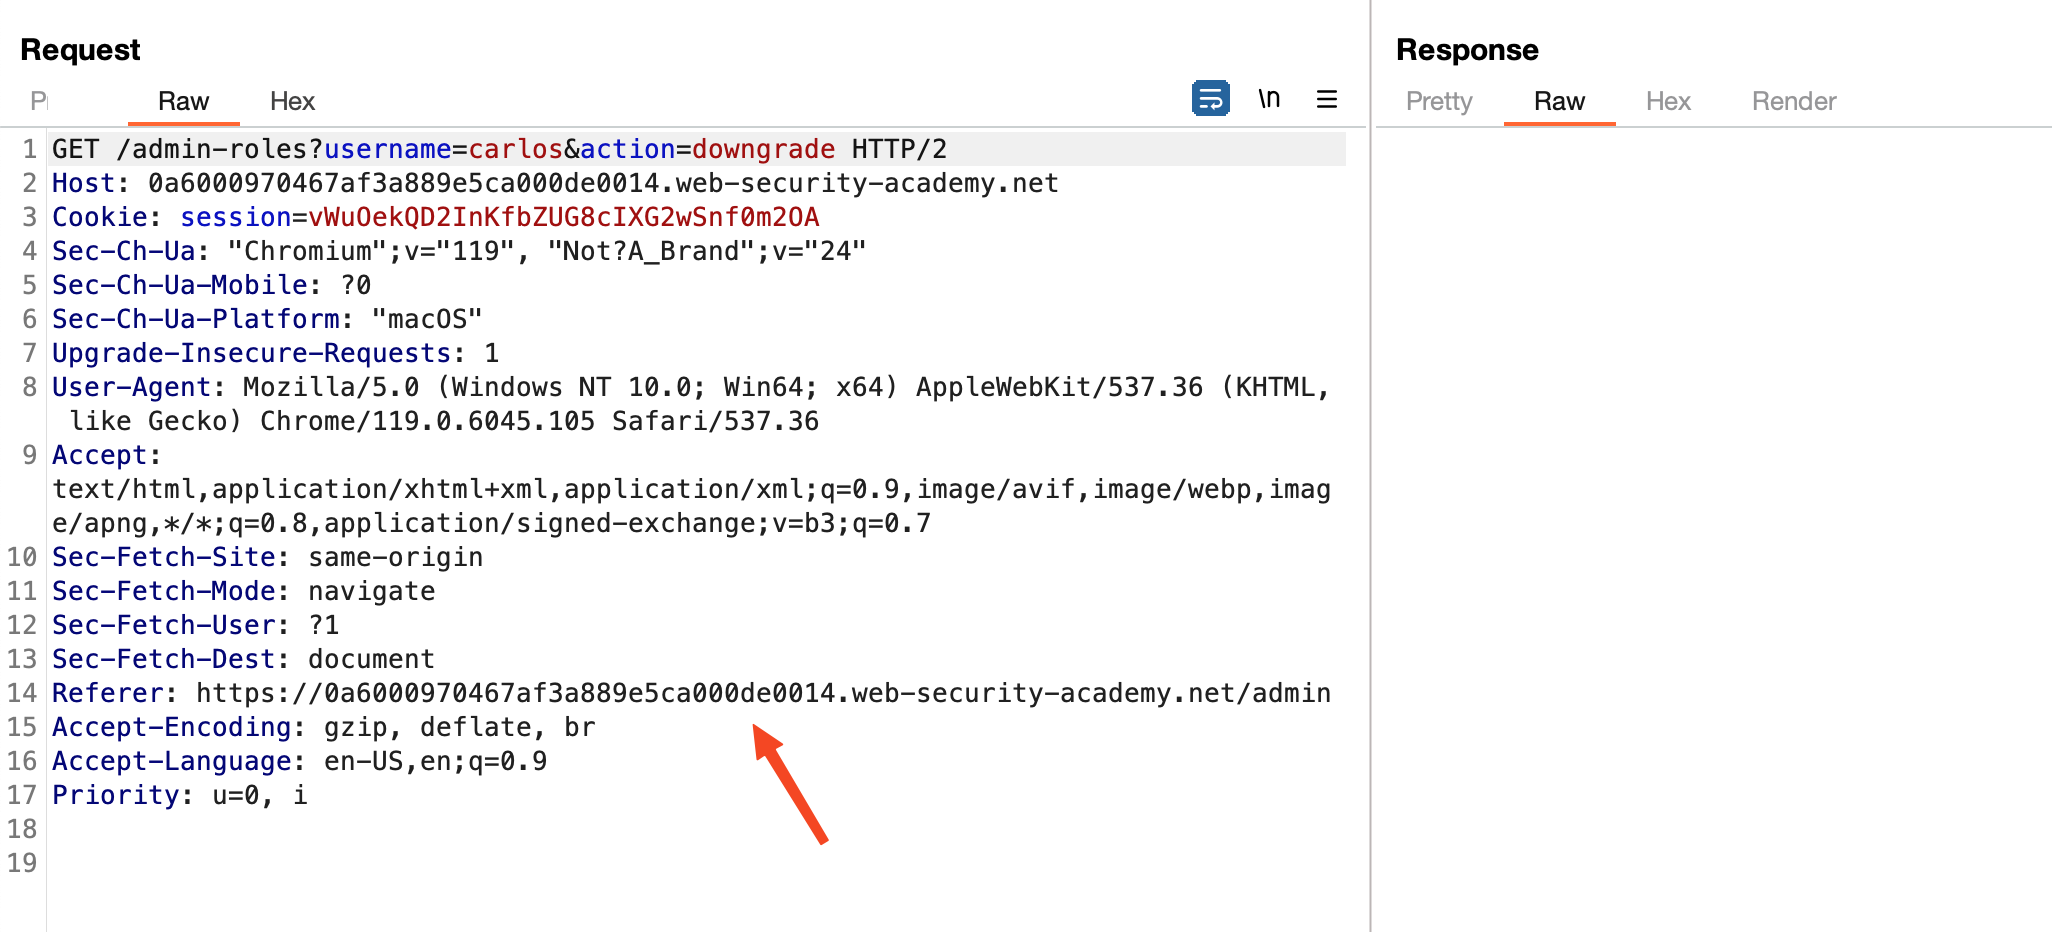 Request
Raw Hex \n
1 GET /admin-roles?username=carlos&action=downgrade HTTP/2
2 Host: 0a6000970467af3a889e5ca000de0014.web-security-academy.net
3 Cookie: session=vWuOekQD2InKfbZUG8cIXG2wSnf0m2OA
4 Sec-Ch-Ua: "Chromium";v="119", "Not?A_Brand";v="24"
5 Sec-Ch-Ua-Mobile: ?0
6 Sec-Ch-Ua-Platform: "macOS"
7 Upgrade-Insecure-Requests: 1
8 User-Agent: Mozilla/5.0 (Windows NT 10.0; Win64; x64) AppleWebKit/537.36 (KHTML,
like Gecko) Chrome/119.0.6045.105 Safari/537.36
9 Accept:
text/html,application/xhtml+xml,application/xml;q=0.9,image/avif,image/webp,imag
e/apng,*/*;q=0.8,application/signed-exchange;v=b3;q=0.7
10 Sec-Fetch-Site: same-origin
11 Sec-Fetch-Mode: navigate
12 Sec-Fetch-User: ?1
13 Sec-Fetch-Dest: document
14 Referer: https://0a6000970467af3a889e5ca000de0014.web-security-academy.net/admin
15 Accept-Encoding: gzip, deflate, br
16 Accept-Language: en-US,en;q=0.9
17 Priority: u=0, i
18
19
Response
Pretty Raw Hex Render